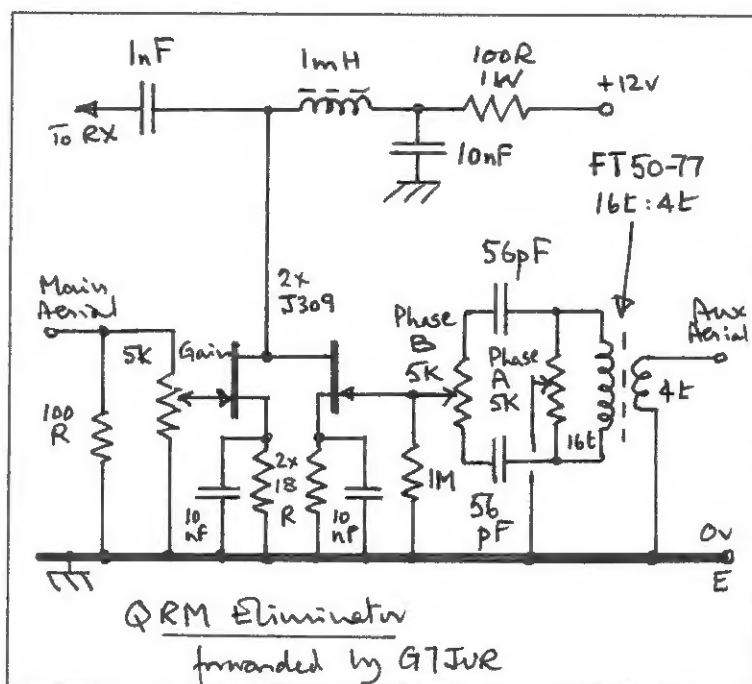 1nF
1mH
100R
1W
+12v
To RX
10nF
FT50-77
16t:4t
56pF
Main
Aerial
2x
J309
Phase
B
5K
Phase
A
5K
Aux
Aerial
5K
Gain
4t
16t
100
R
2x
18
R
10
nf
10
nF
1M
56
pF
0v
E
QRM Eliminator
forwarded by G7JUR